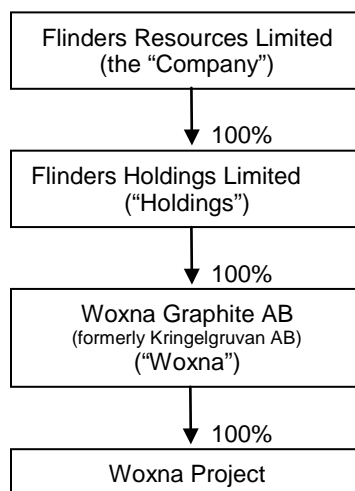 Flinders Resources Limited
(the “Company”)
100%
Flinders Holdings Limited
(“Holdings”)
100%
Woxna Graphite AB
(formerly Kringelgruvan AB)
(“Woxna”)
100%
Woxna Project